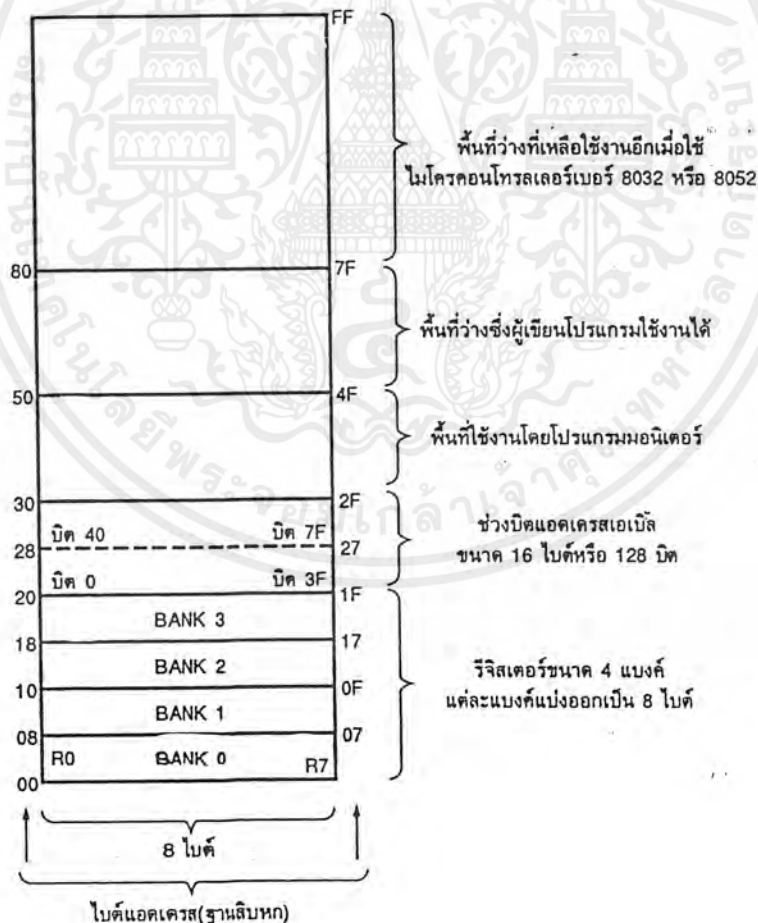 FF
พื้นที่ว่างที่เหลือใช้งานอีกเมื่อใช้
ไมโครคอนโทรลเลอร์เบอร์ 8032 หรือ 8052
80 7F
พื้นที่ว่างซึ่งผู้เขียนโปรแกรมใช้งานได้
50 4F
พื้นที่ใช้งานโดยโปรแกรมมอนิเตอร์
30 2F
บิต 40 บิต 7F
ช่วงบิตแอดเดรสเอเบิ้ล
ขนาด 16 ไบต์หรือ 128 บิต
28 27
บิต 0 บิต 3F
20 1F
BANK 3
18 17
BANK 2
รีจิสเตอร์ขนาด 4 แบงค์
แต่ละแบงค์แบ่งออกเป็น 8 ไบต์
10 0F
BANK 1
08 07
R0 BANK 0 R7
00
8 ไบต์
ไบต์แอดเดรส(ฐานสิบหก)